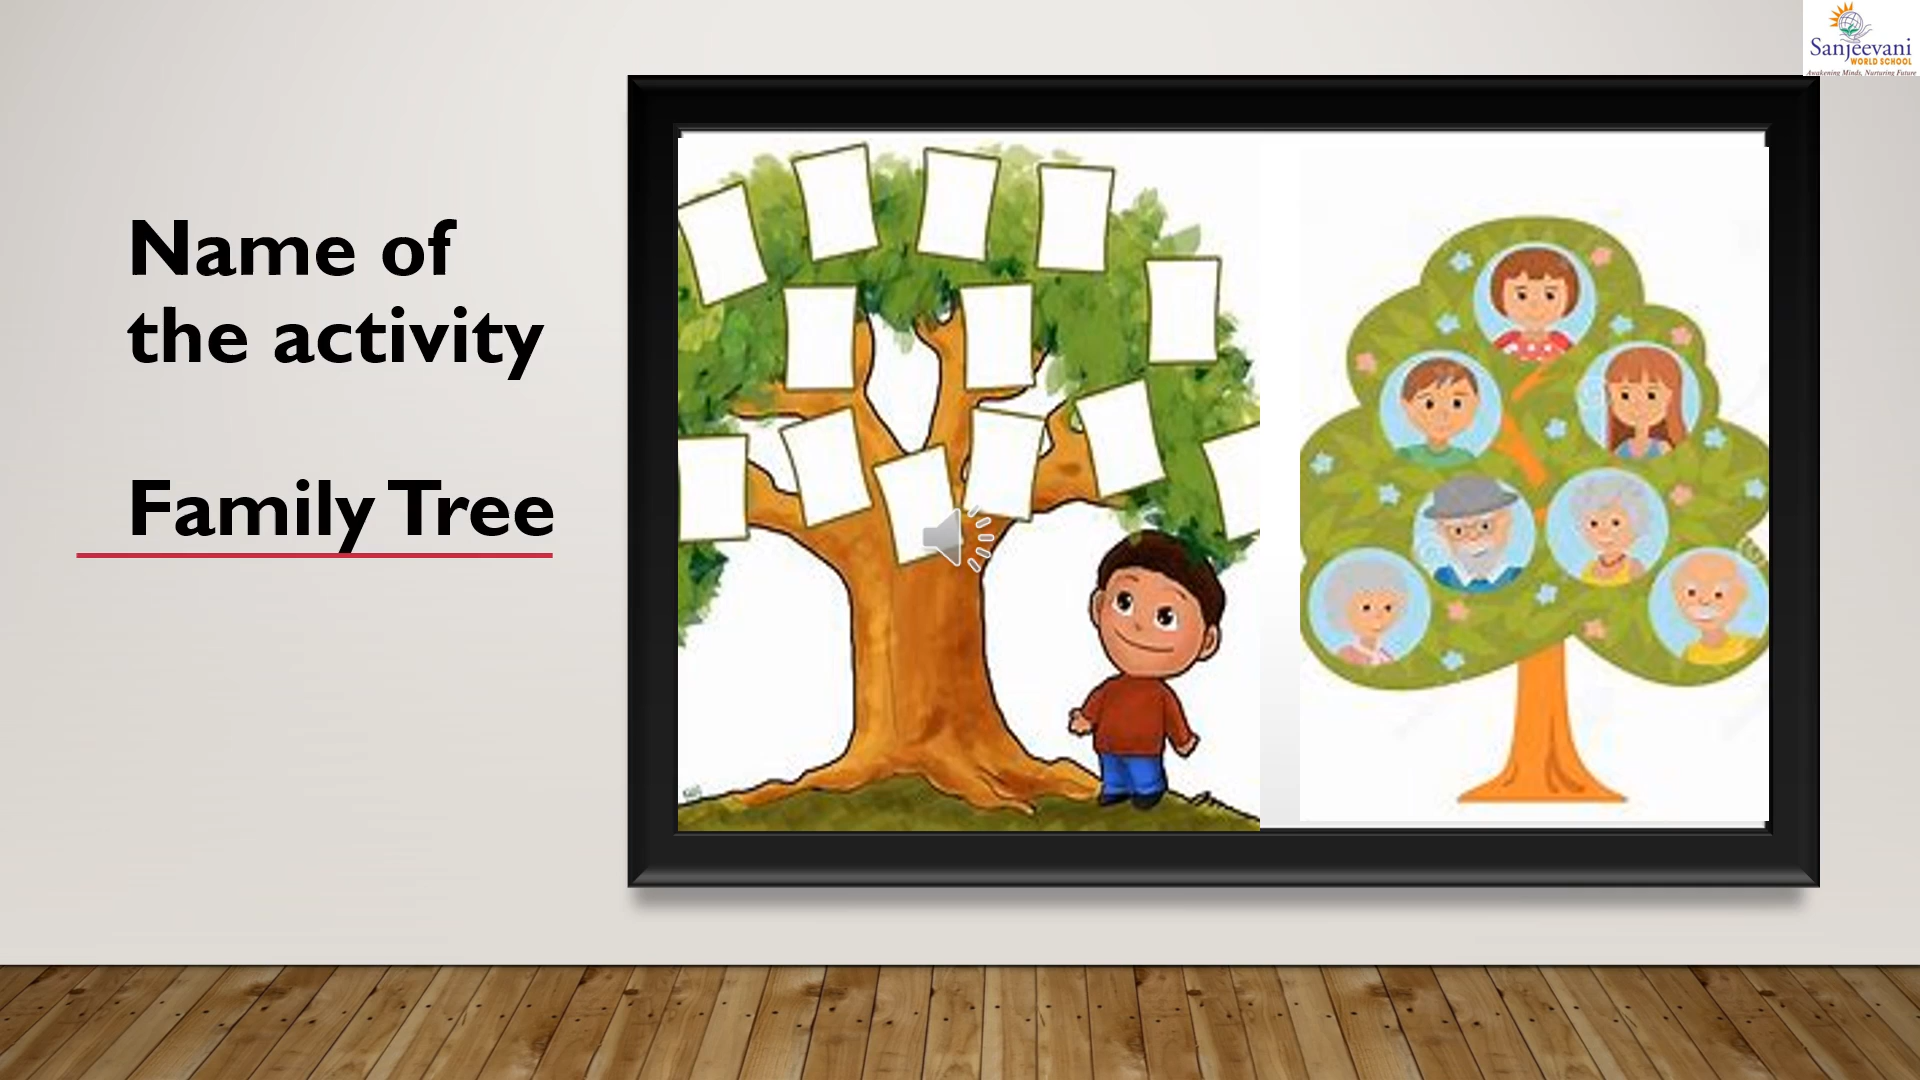 Name of
the activity
Family Tree
Sanjeevani
WORLD SCHOOL
Awakening Minds, Nurturing Future